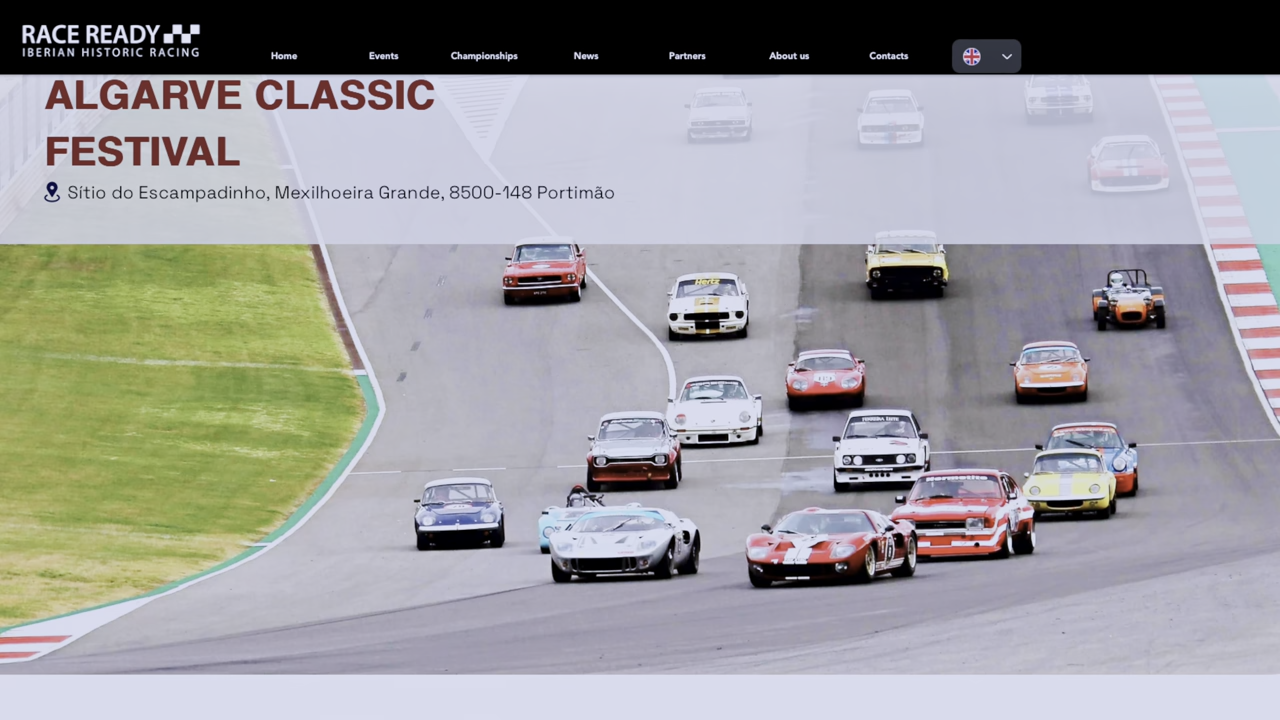 RACE READY
IBERIAN HISTORIC RACING
Home
Events
Championships
News
Partners
About us
Contacts
ALGARVE CLASSIC
FESTIVAL
Sítio do Escampadinho, Mexilhoeira Grande, 8500-148 Portimão
Hertz